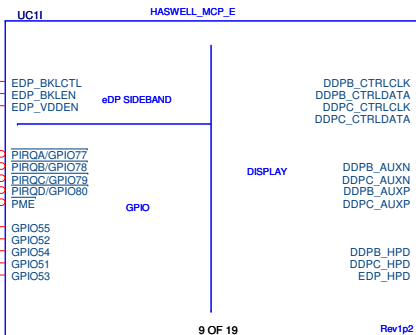 UC1I
HASWELL_MCP_E
EDP_BKLCTL
EDP_BKLEN
EDP_VDDEN
eDP SIDEBAND
DDPB_CTRLCLK
DDPB_CTRLDATA
DDPC_CTRLCLK
DDPC_CTRLDATA
PIRQA/GPIO77
PIRQB/GPIO78
PIRQC/GPIO79
PIRQD/GPIO80
PME
GPIO
DISPLAY
DDPB_AUXN
DDPC_AUXN
DDPB_AUXP
DDPC_AUXP
GPIO55
GPIO52
GPIO54
GPIO51
GPIO53
DDPB_HPD
DDPC_HPD
EDP_HPD
9 OF 19
Rev1p2